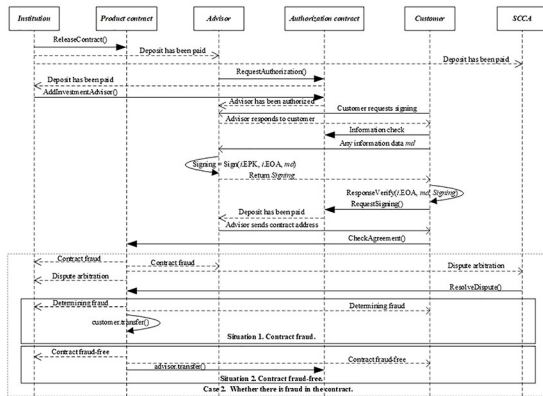 Institution Product contract Advisor Authorization contract Customer SCCA
ReleaseContract()
Deposit has been paid
Deposit has been paid
RequestAuthorization()
Deposit has been paid
AddInvestmentAdvisor()
Advisor has been authorized
Customer requests signing
Advisor responds to customer
Information check
Any information data md
Signing = Sign(i.EPK, i.EOA, md)
Return Signing
ResponseVerify(i.EOA, md, Signing)
RequestSigning()
Deposit has been paid
Advisor sends contract address
CheckAgreement()
Contract fraud
Contract fraud
Dispute arbitration
Dispute arbitration
ResolveDispute()
Determining fraud
Determining fraud
customer.transfer()
Situation 1. Contract fraud.
Contract fraud-free
Contract fraud-free
advisor.transfer()
Situation 2. Contract fraud-free.
Case 2. Whether there is fraud in the contract.